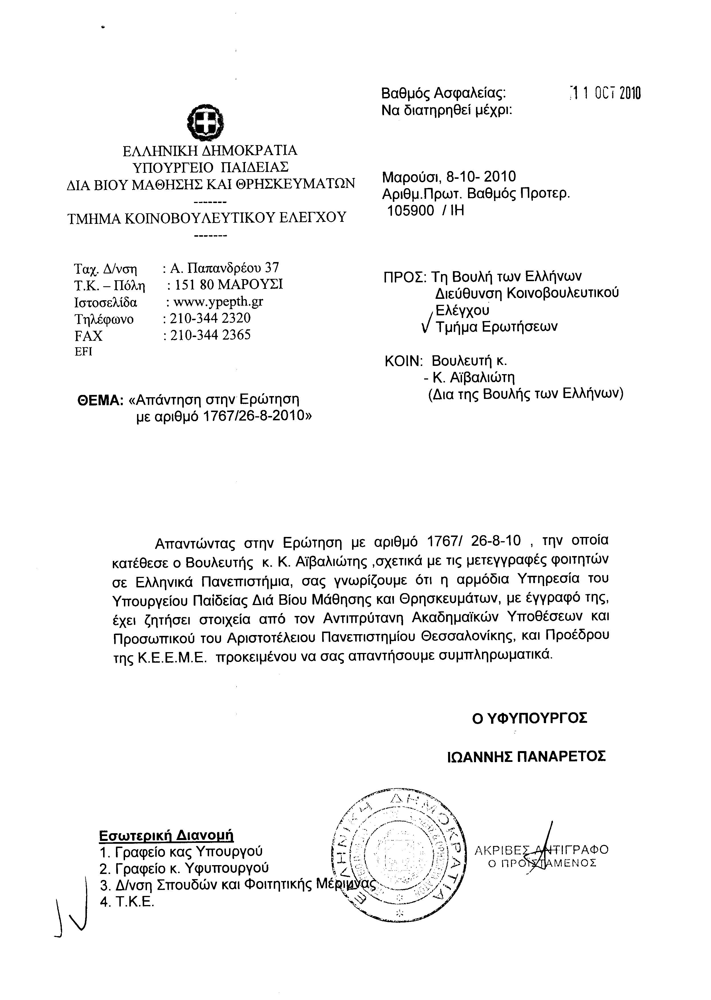 Βαθμός Ασφαλείας:
11 OCT 2010
Να διατηρηθεί μέχρι:
ΕΛΛΗΝΙΚΗ ΔΗΜΟΚΡΑΤΙΑ
ΥΠΟΥΡΓΕΙΟ ΠΑΙΔΕΙΑΣ
ΔΙΑ ΒΙΟΥ ΜΑΘΗΣΗΣ ΚΑΙ ΘΡΗΣΚΕΥΜΑΤΩΝ
-------
ΤΜΗΜΑ ΚΟΙΝΟΒΟΥΛΕΥΤΙΚΟΥ ΕΛΕΓΧΟΥ
-------
Μαρούσι, 8-10- 2010
Αριθμ.Πρωτ. Βαθμός Προτερ.
105900 / ΙΗ
Ταχ. Δ/νση : Α. Παπανδρέου 37
Τ.Κ. – Πόλη : 151 80 ΜΑΡΟΥΣΙ
Ιστοσελίδα : www.ypepth.gr
Τηλέφωνο : 210-344 2320
FAX : 210-344 2365
EFI
ΠΡΟΣ: Τη Βουλή των Ελλήνων
Διεύθυνση Κοινοβουλευτικού
Ελέγχου
Τμήμα Ερωτήσεων
ΚΟΙΝ: Βουλευτή κ.
- Κ. Αϊβαλιώτη
(Δια της Βουλής των Ελλήνων)
ΘΕΜΑ: «Απάντηση στην Ερώτηση
με αριθμό 1767/26-8-2010»
Απαντώντας στην Ερώτηση με αριθμό 1767/ 26-8-10 , την οποία
κατέθεσε ο Βουλευτής κ. Κ. Αϊβαλιώτης ,σχετικά με τις μετεγγραφές φοιτητών
σε Ελληνικά Πανεπιστήμια, σας γνωρίζουμε ότι η αρμόδια Υπηρεσία του
Υπουργείου Παιδείας Διά Βίου Μάθησης και Θρησκευμάτων, με έγγραφό της,
έχει ζητήσει στοιχεία από τον Αντιπρύτανη Ακαδημαϊκών Υποθέσεων και
Προσωπικού του Αριστοτέλειου Πανεπιστημίου Θεσσαλονίκης, και Προέδρου
της Κ.Ε.Ε.Μ.Ε. προκειμένου να σας απαντήσουμε συμπληρωματικά.
Ο ΥΦΥΠΟΥΡΓΟΣ
ΙΩΑΝΝΗΣ ΠΑΝΑΡΕΤΟΣ
Εσωτερική Διανομή
1. Γραφείο κας Υπουργού
2. Γραφείο κ. Υφυπουργού
3. Δ/νση Σπουδών και Φοιτητικής Μέριμνας
4. Τ.Κ.Ε.
ΕΛΛΗΝΙΚΗ ΔΗΜΟΚΡΑΤΙΑ
ΑΚΡΙΒΕΣ ΑΝΤΙΓΡΑΦΟ
Ο ΠΡΟΪΣΤΑΜΕΝΟΣ